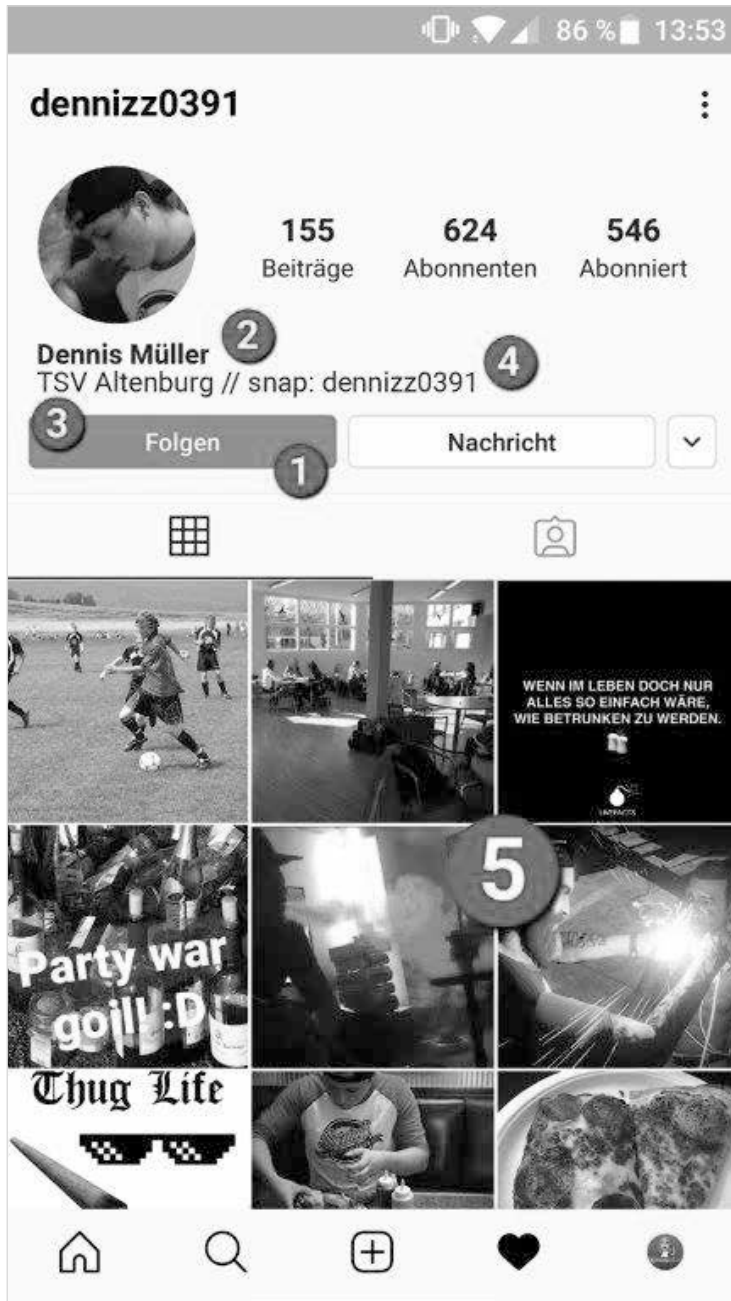 86 % 13:53
dennizz0391
155 624 546
Beiträge Abonnenten Abonniert
2
Dennis Müller
4
TSV Altenburg // snap: dennizz0391
3
Folgen Nachricht
1
WENN IM LEBEN DOCH NUR
ALLES SO EINFACH WÄRE,
WIE BETRUNKEN ZU WERDEN.
5
Party war
goill :D
Thug Life